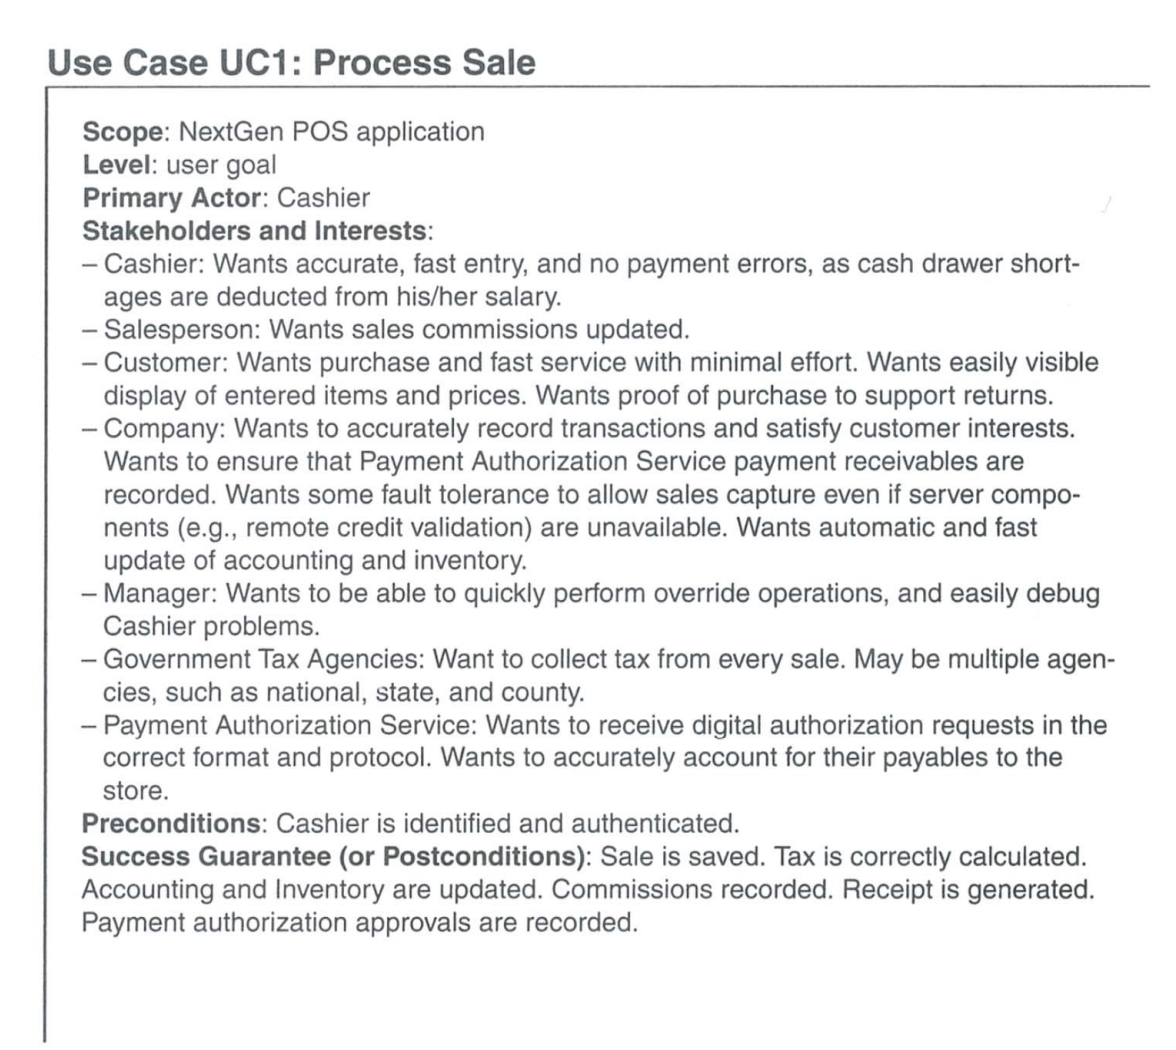 Use Case UC1: Process Sale
Scope: NextGen POS application
Level: user goal
Primary Actor: Cashier
Stakeholders and Interests:
– Cashier: Wants accurate, fast entry, and no payment errors, as cash drawer short-
ages are deducted from his/her salary.
– Salesperson: Wants sales commissions updated.
– Customer: Wants purchase and fast service with minimal effort. Wants easily visible
display of entered items and prices. Wants proof of purchase to support returns.
– Company: Wants to accurately record transactions and satisfy customer interests.
Wants to ensure that Payment Authorization Service payment receivables are
recorded. Wants some fault tolerance to allow sales capture even if server compo-
nents (e.g., remote credit validation) are unavailable. Wants automatic and fast
update of accounting and inventory.
– Manager: Wants to be able to quickly perform override operations, and easily debug
Cashier problems.
– Government Tax Agencies: Want to collect tax from every sale. May be multiple agen-
cies, such as national, state, and county.
– Payment Authorization Service: Wants to receive digital authorization requests in the
correct format and protocol. Wants to accurately account for their payables to the
store.
Preconditions: Cashier is identified and authenticated.
Success Guarantee (or Postconditions): Sale is saved. Tax is correctly calculated.
Accounting and Inventory are updated. Commissions recorded. Receipt is generated.
Payment authorization approvals are recorded.